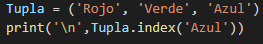 Tupla = ('Rojo', 'Verde', 'Azul')
print('\n',Tupla.index('Azul'))